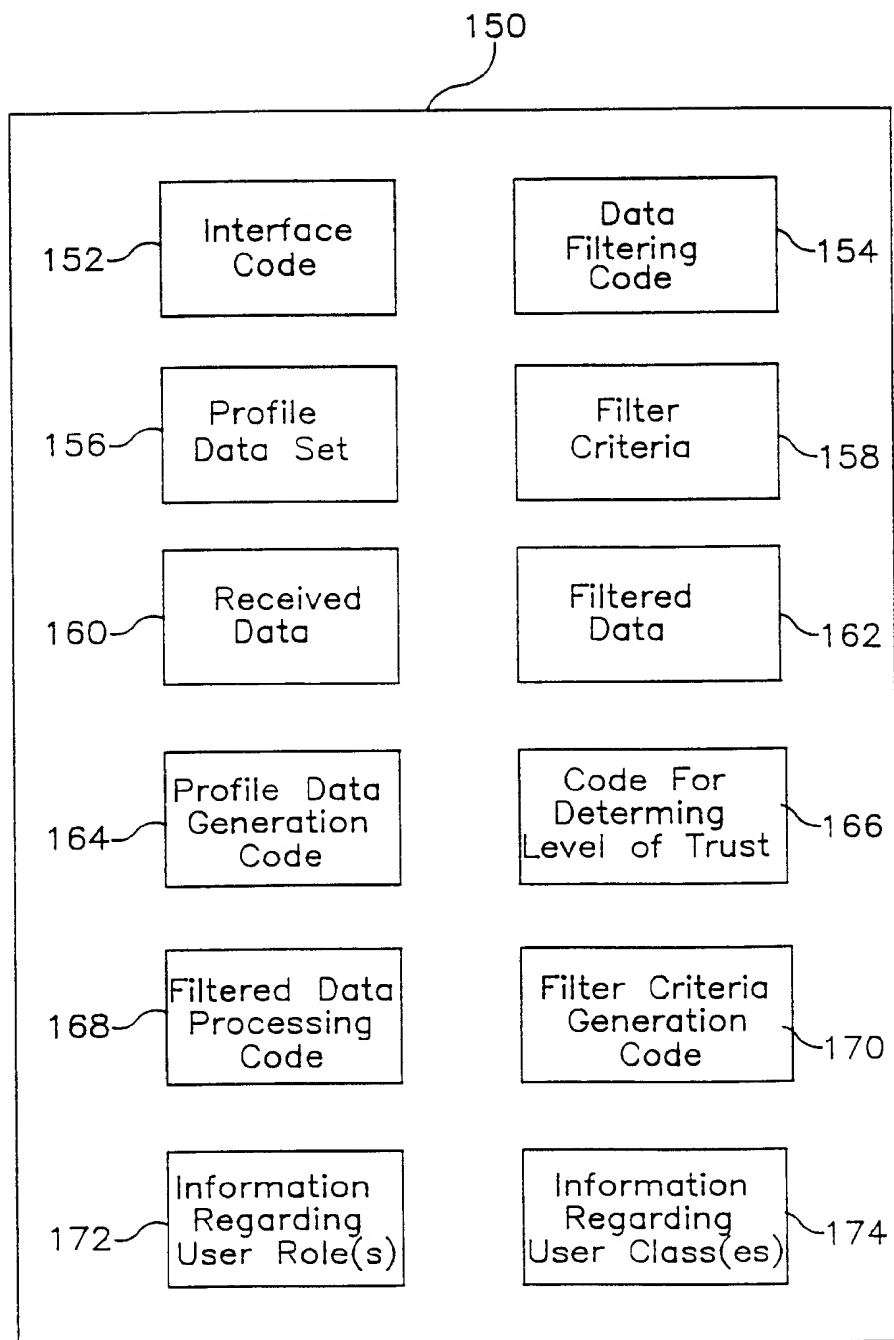 150
152
Interface
Code
Data
Filtering
Code
154
156
Profile
Data Set
Filter
Criteria
158
160
Received
Data
Filtered
Data
162
164
Profile Data
Generation
Code
Code For
Determing
Level of Trust
166
168
Filtered Data
Processing
Code
Filter Criteria
Generation
Code
170
172
Information
Regarding
User Role(s)
Information
Regarding
User Class(es)
174